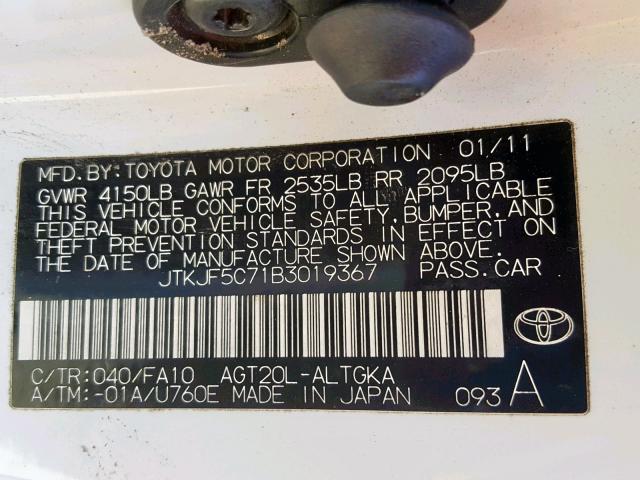 MFD.BY:TOYOTA MOTOR CORPORATION 01/11
GVWR 4150LB GAWR FR 2535LB RR 2095LB
THIS VEHICLE CONFORMS TO ALL APPLICABLE
FEDERAL MOTOR VEHICLE SAFETY,BUMPER,AND
THEFT PREVENTION STANDARDS IN EFFECT ON
THE DATE OF MANUFACTURE SHOWN ABOVE.
JTKJF5C71B3019367 PASS.CAR
C/TR:040/FA10 AGT20L-ALTGKA
A/TM:-01A/U760E MADE IN JAPAN 093 A